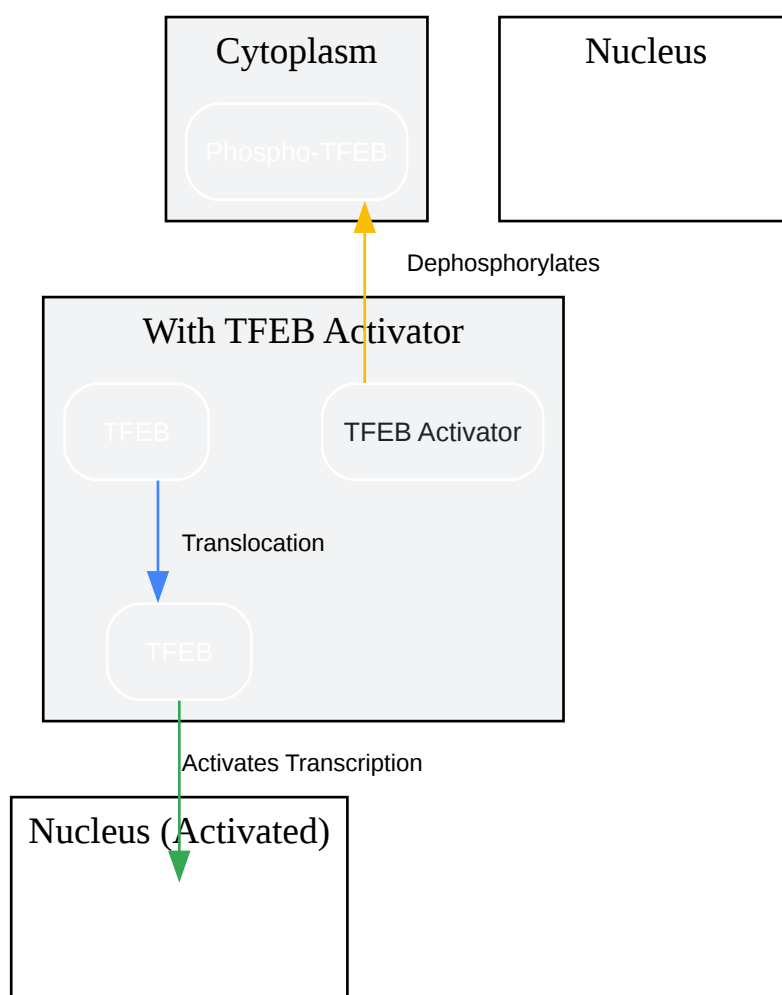 Cytoplasm
Nucleus
Phospho-TFEB
Dephosphorylates
With TFEB Activator
TFEB
TFEB Activator
Translocation
TFEB
Activates Transcription
Nucleus (Activated)